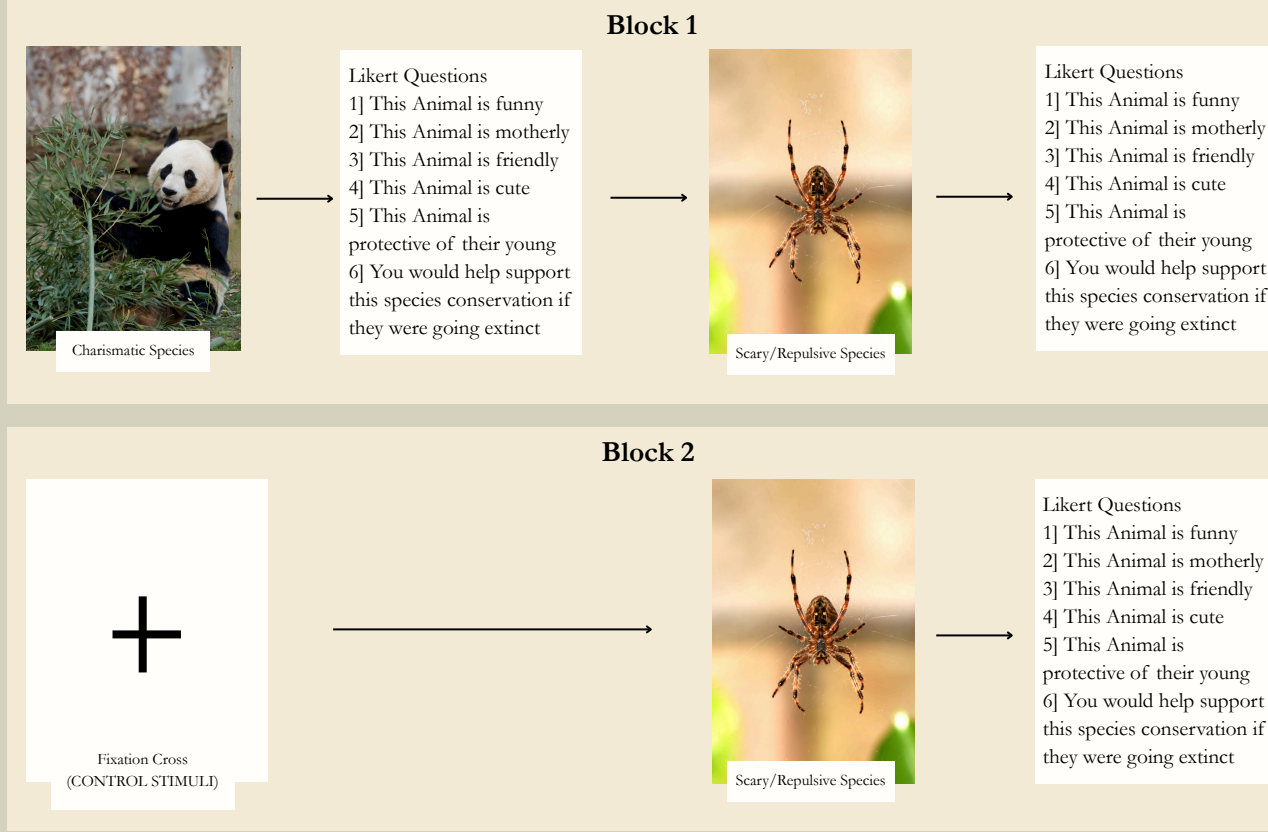 Block 1
Likert Questions
1] This Animal is funny
2] This Animal is motherly
3] This Animal is friendly
4] This Animal is cute
5] This Animal is
protective of their young
6] You would help support
this species conservation if
they were going extinct
Charismatic Species
Scary/Repulsive Species
Likert Questions
1] This Animal is funny
2] This Animal is motherly
3] This Animal is friendly
4] This Animal is cute
5] This Animal is
protective of their young
6] You would help support
this species conservation if
they were going extinct
Block 2
Fixation Cross
(CONTROL STIMULI)
Scary/Repulsive Species
Likert Questions
1] This Animal is funny
2] This Animal is motherly
3] This Animal is friendly
4] This Animal is cute
5] This Animal is
protective of their young
6] You would help support
this species conservation if
they were going extinct